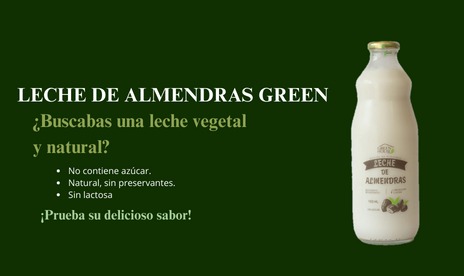 LECHE DE ALMENDRAS GREEN
¿Buscabas una leche vegetal
y natural?
No contiene azúcar.
Natural, sin preservantes.
Sin lactosa
¡Prueba su delicioso sabor!
LECHE
DE
ALMENDRAS